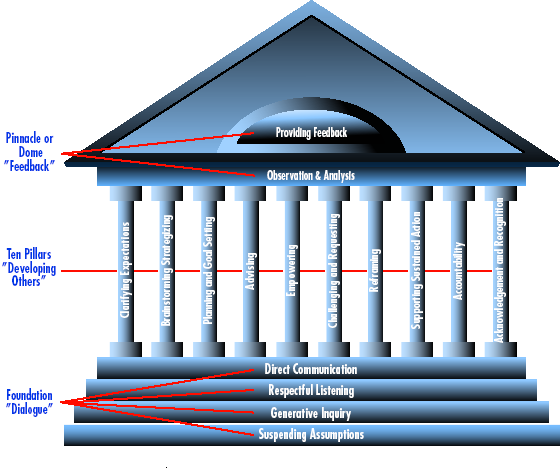 Providing Feedback
Pinnacle or
Dome
"Feedback"
Observation & Analysis
Clarifying Expectations
Brainstorming Strategizing
Planning and Goal Setting
Advising
Empowering
Challenging and Requesting
Reframing
Supporting Sustained Action
Accountability
Acknowledgement and Recognition
Ten Pillars
"Developing
Others"
Direct Communication
Respectful Listening
Foundation
"Dialogue"
Generative Inquiry
Suspending Assumptions